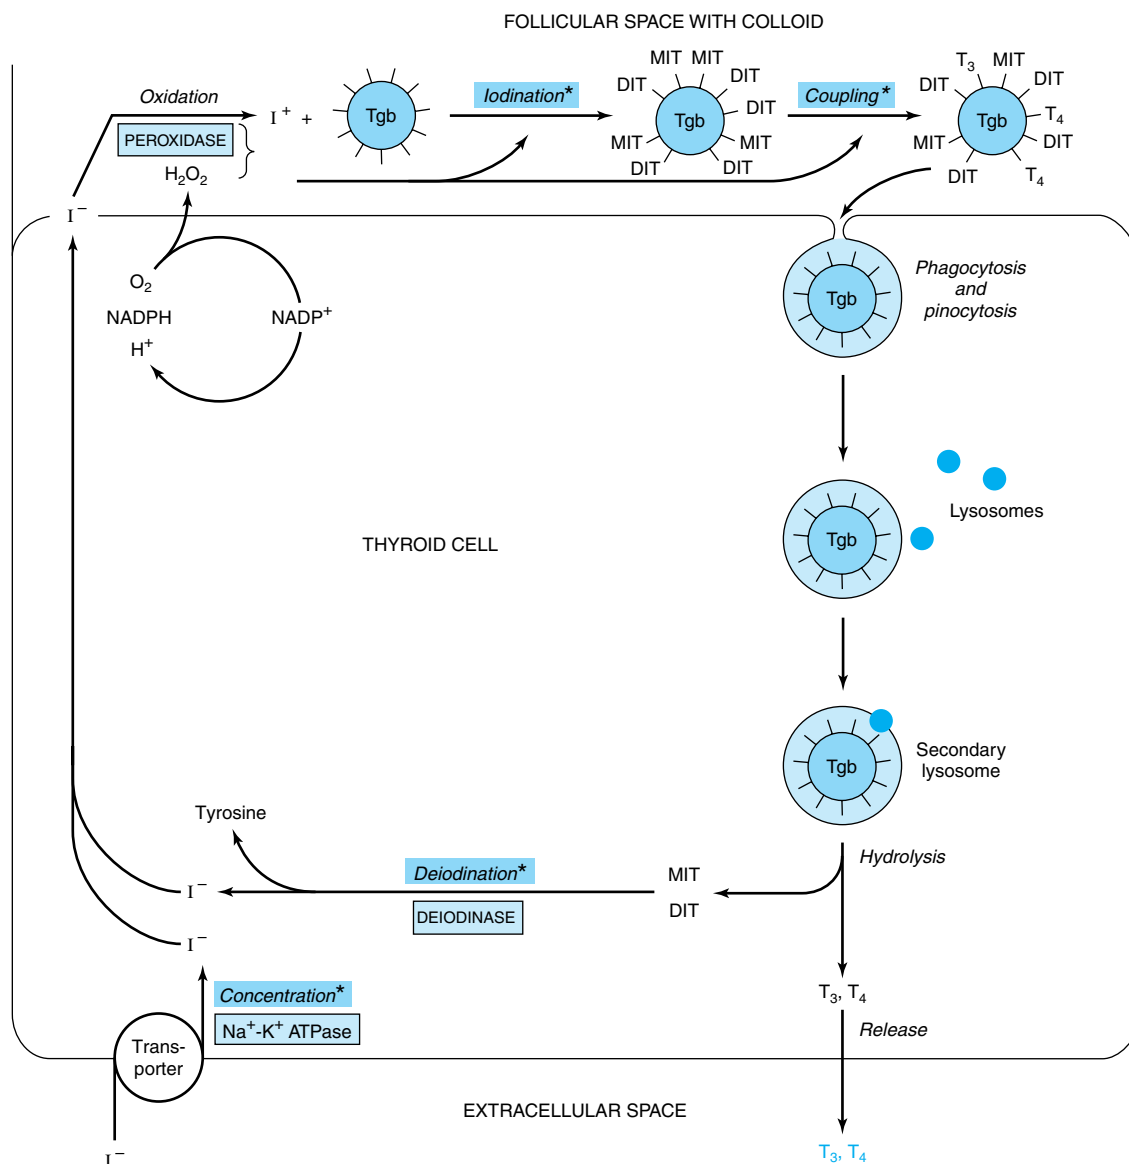 FOLLICULAR SPACE WITH COLLOID
Oxidation
PEROXIDASE
H₂O₂
I⁺ +
Tgb
Iodination*
MIT MIT
DIT
DIT
DIT
Tgb
MIT
MIT
DIT
DIT
Coupling*
T₃
MIT
DIT
DIT
T₄
Tgb
MIT
DIT
DIT
T₄
I⁻
O₂
NADPH
H⁺
NADP⁺
Tgb
Phagocytosis
and
pinocytosis
THYROID CELL
Tgb
Lysosomes
Tgb
Secondary
lysosome
Hydrolysis
Tyrosine
Deiodination*
DEIODINASE
MIT
DIT
I⁻
I⁻
Concentration*
Na⁺-K⁺ ATPase
Trans-
porter
T₃, T₄
Release
EXTRACELLULAR SPACE
I⁻
T₃, T₄